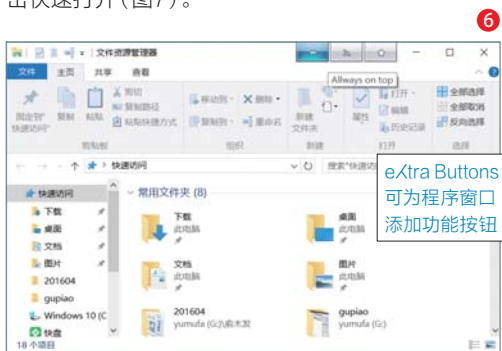 出快速打开(图7)。
6
文件资源管理器
文件 主页 共享 查看
Allways on top
固定到"快速访问" 复制 粘贴
剪切
复制路径
粘贴快捷方式
移动到 删除
复制到 重命名
新建文件夹
属性
打开
编辑
历史记录
全部选择
全部取消
反向选择
剪贴板 组织 新建 打开 选择
快速访问
搜索"快速访问
eXtra Buttons
可为程序窗口
添加功能按钮
快速访问
下载
桌面
文档
图片
201604
gupiao
Windows 10 (C
快盘
常用文件夹 (8)
下载
此电脑
桌面
此电脑
文档
此电脑
图片
此电脑
201604
yumufa (G:)\俞木发
gupiao
yumufa (G:)
18 个项目